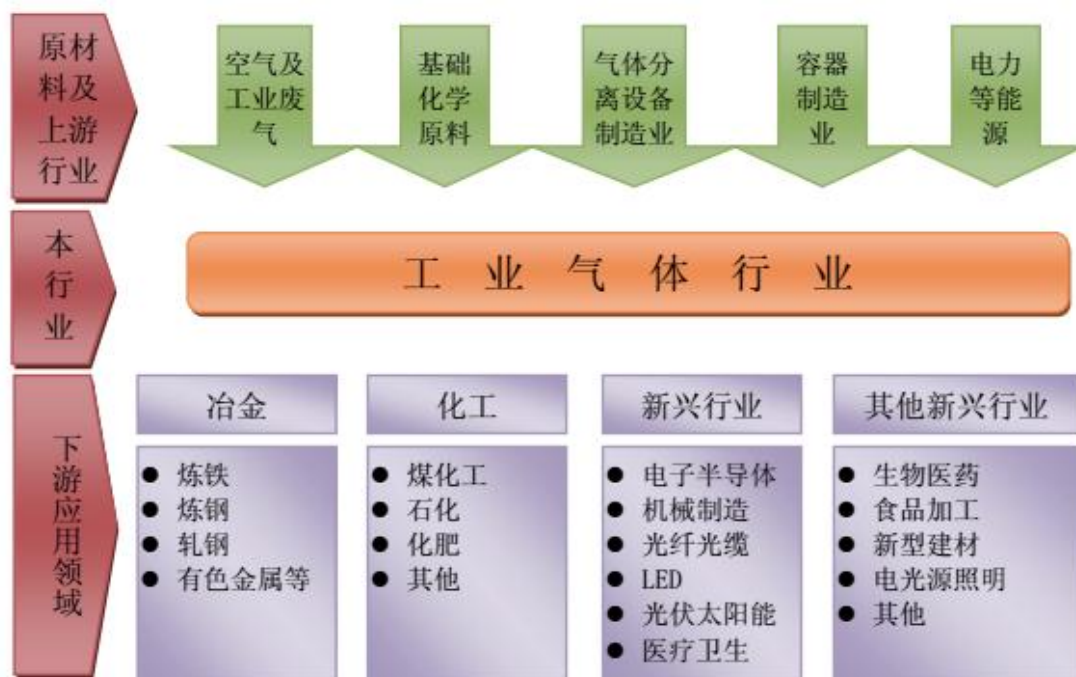 原材
料及
上游
行业
空气及
工业废
气
基础
化学
原料
气体分
离设备
制造业
容器
制造
业
电力
等能
源
本
行
业
工业气体行业
下
游
应
用
领
域
冶金
● 炼铁
● 炼钢
● 轧钢
● 有色金属等
化工
● 煤化工
● 石化
● 化肥
● 其他
新兴行业
● 电子半导体
● 机械制造
● 光纤光缆
● LED
● 光伏太阳能
● 医疗卫生
其他新兴行业
● 生物医药
● 食品加工
● 新型建材
● 电光源照明
● 其他